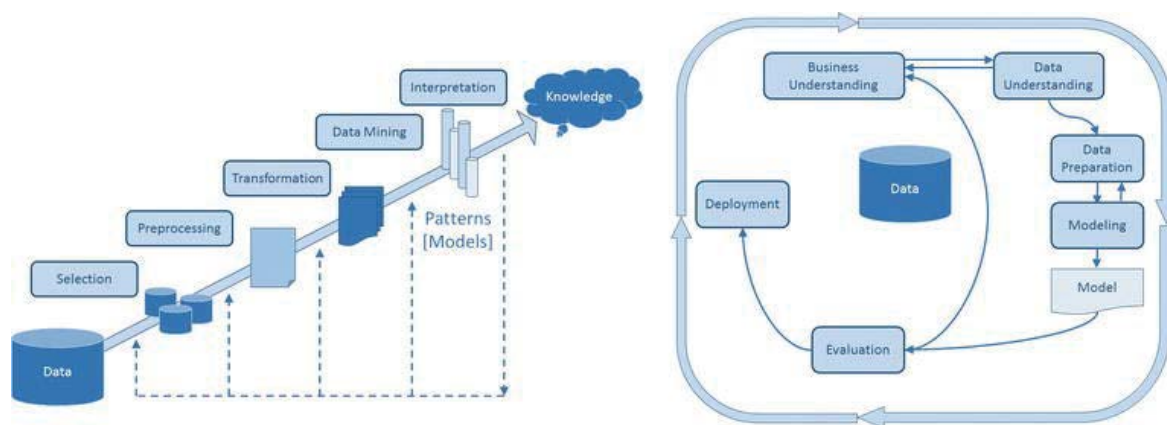 Interpretation
Knowledge
Data Mining
Transformation
Patterns
[Models]
Preprocessing
Selection
Data
Business
Understanding
Data
Understanding
Data
Preparation
Data
Deployment
Modeling
Model
Evaluation